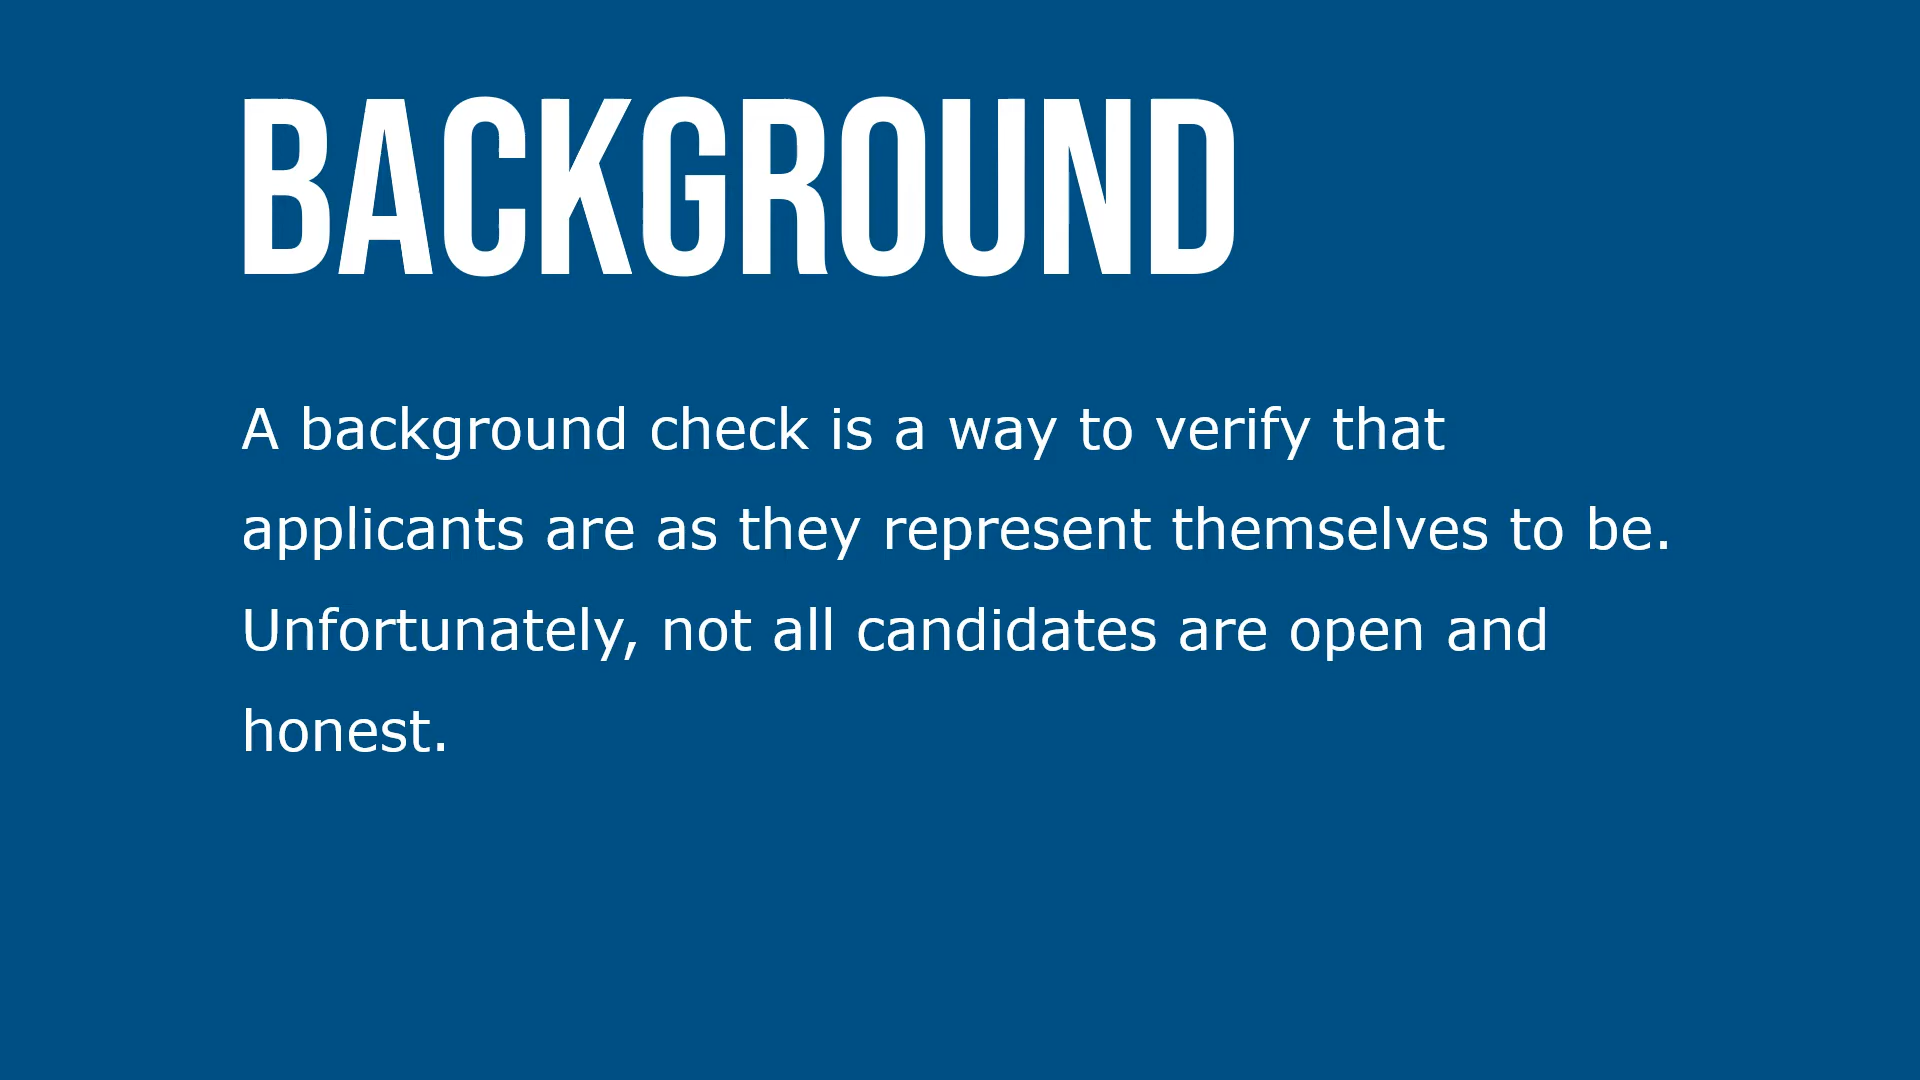 BACKGROUND
A background check is a way to verify that
applicants are as they represent themselves to be.
Unfortunately, not all candidates are open and
honest.